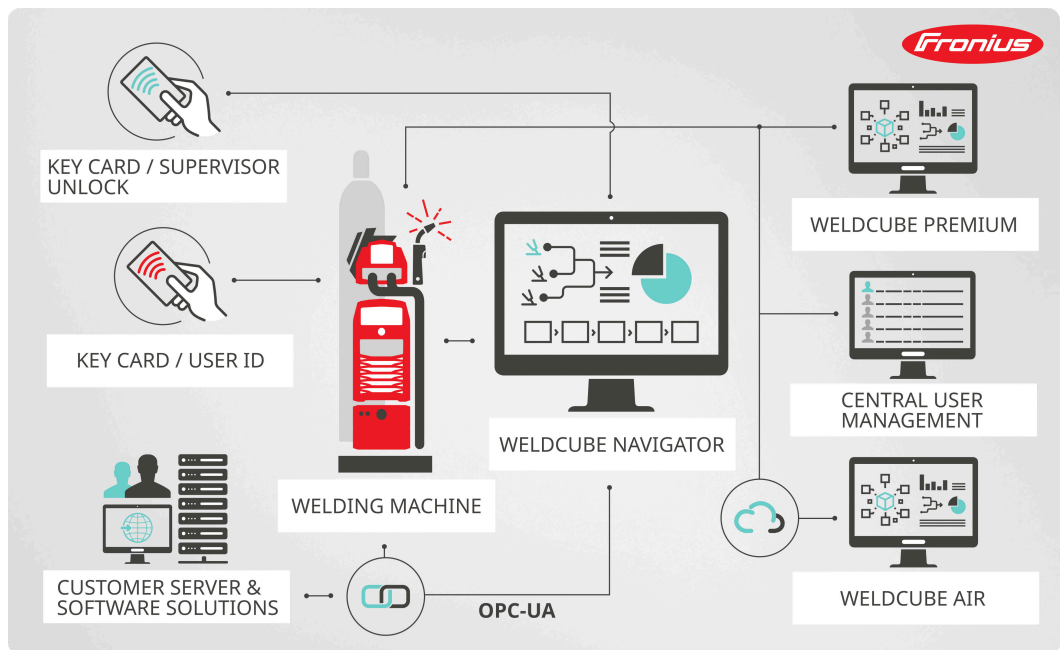 Fronius
KEY CARD / SUPERVISOR
UNLOCK
WELDCUBE PREMIUM
KEY CARD / USER ID
CENTRAL USER
MANAGEMENT
WELDCUBE NAVIGATOR
WELDING MACHINE
CUSTOMER SERVER &
SOFTWARE SOLUTIONS
OPC-UA
WELDCUBE AIR